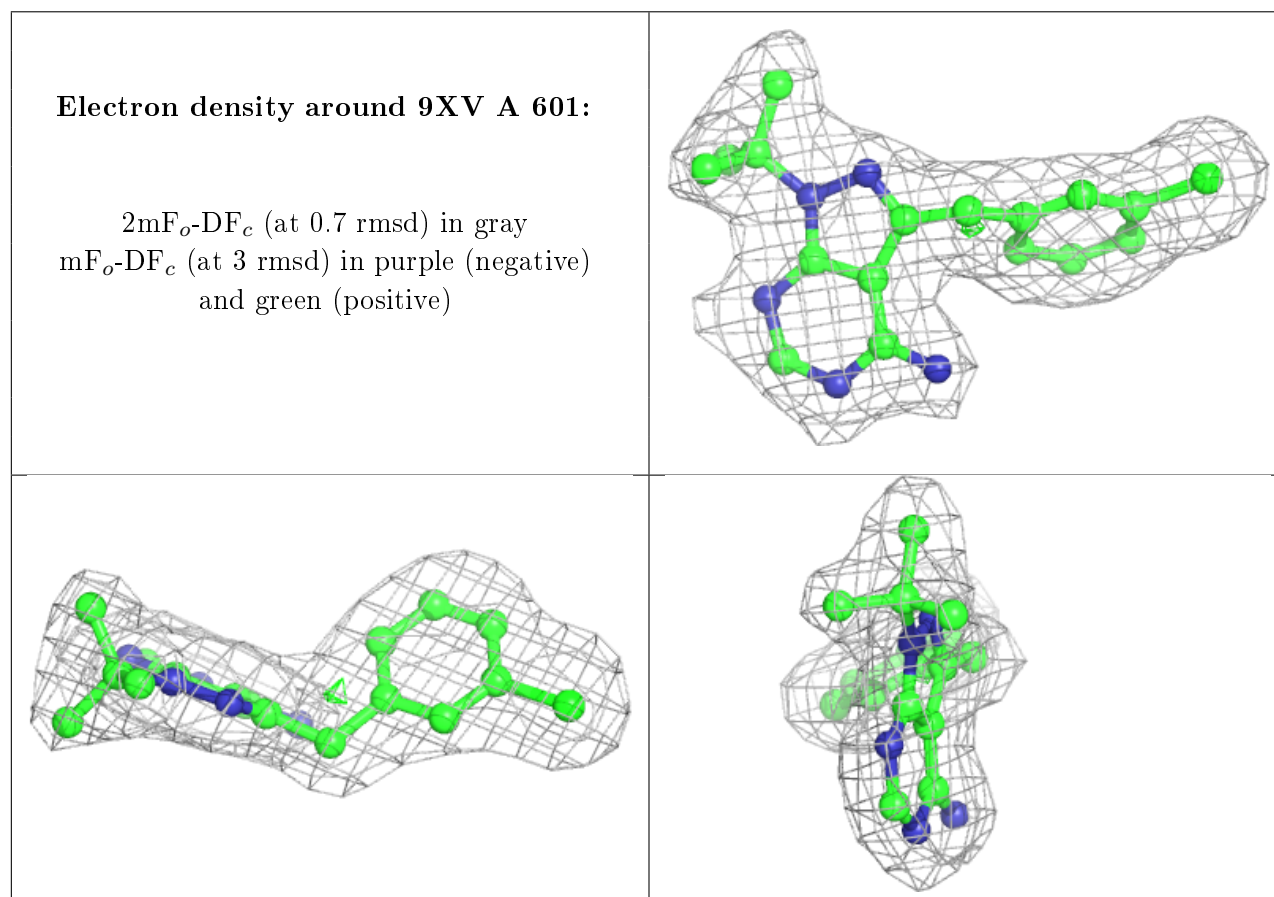 Electron density around 9XV A 601:
2mFo-DFc (at 0.7 rmsd) in gray
mFo-DFc (at 3 rmsd) in purple (negative)
and green (positive)